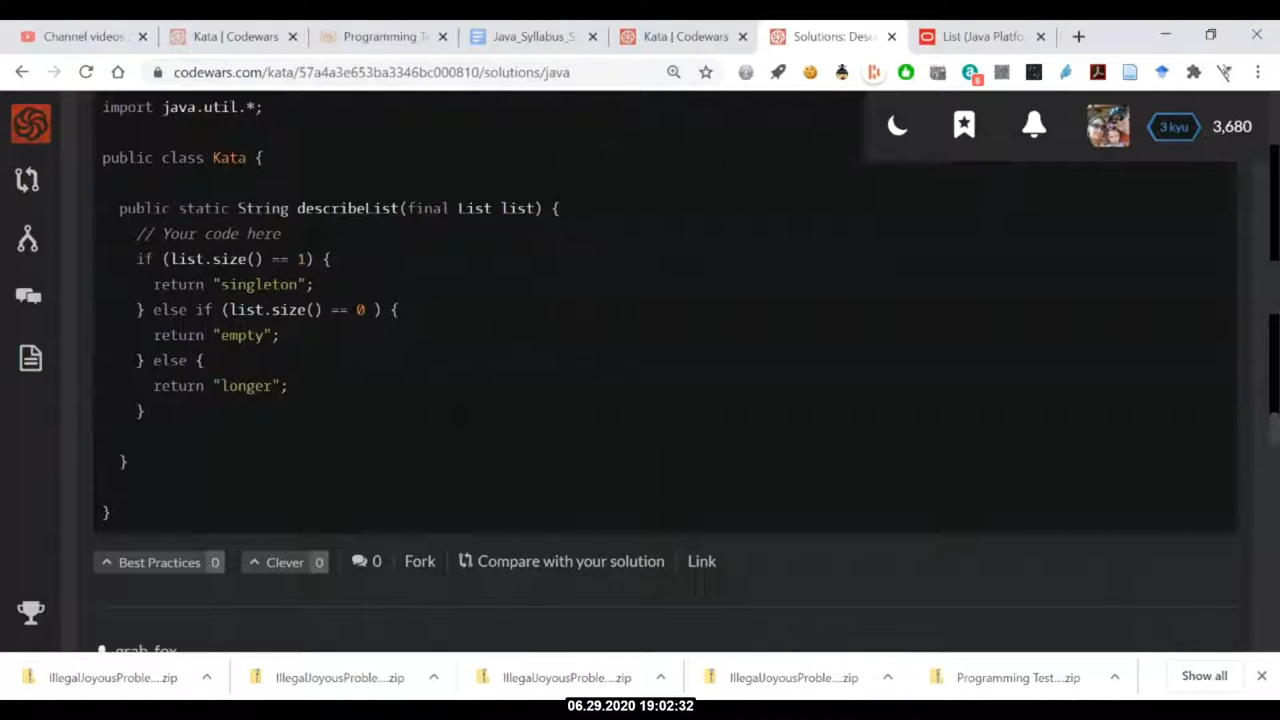 Channel videos
Kata | Codewars
Programming Te
Java_Syllabus_S
Kata | Codewars
Solutions: Desc
List (Java Platfo
codewars.com/kata/57a4a3e653ba3346bc000810/solutions/java
8
import java.util.*;
3 kyu
3,680
public class Kata {
public static String describeList(final List list) {
// Your code here
if (list.size() == 1) {
return "singleton";
} else if (list.size() == 0 ) {
return "empty";
} else {
return "longer";
}
}
}
Best Practices 0
Clever 0
0
Fork
Compare with your solution
Link
grab_fox
IllegalJoyousProble....zip
IllegalJoyousProble....zip
IllegalJoyousProble....zip
IllegalJoyousProble....zip
Programming Test....zip
Show all
06.29.2020 19:02:32